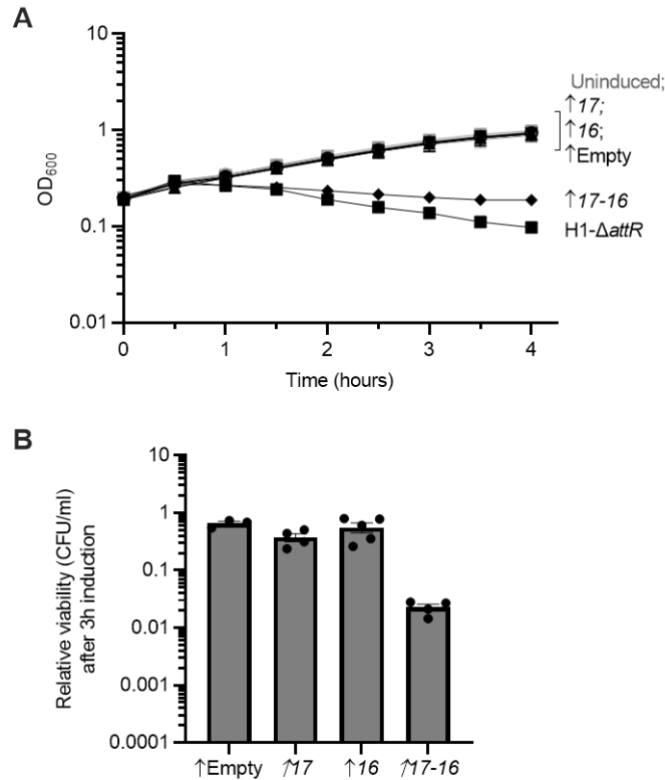 A
10
1
0.1
0.01
OD600
0
1
2
3
4
Time (hours)
Uninduced;
↑17;
↑16;
↑Empty
↑17-16
H1-ΔattR
B
Relative viability (CFU/ml)
after 3h induction
10
1
0.1
0.01
0.001
0.0001
↑Empty
↑17
↑16
↑17-16